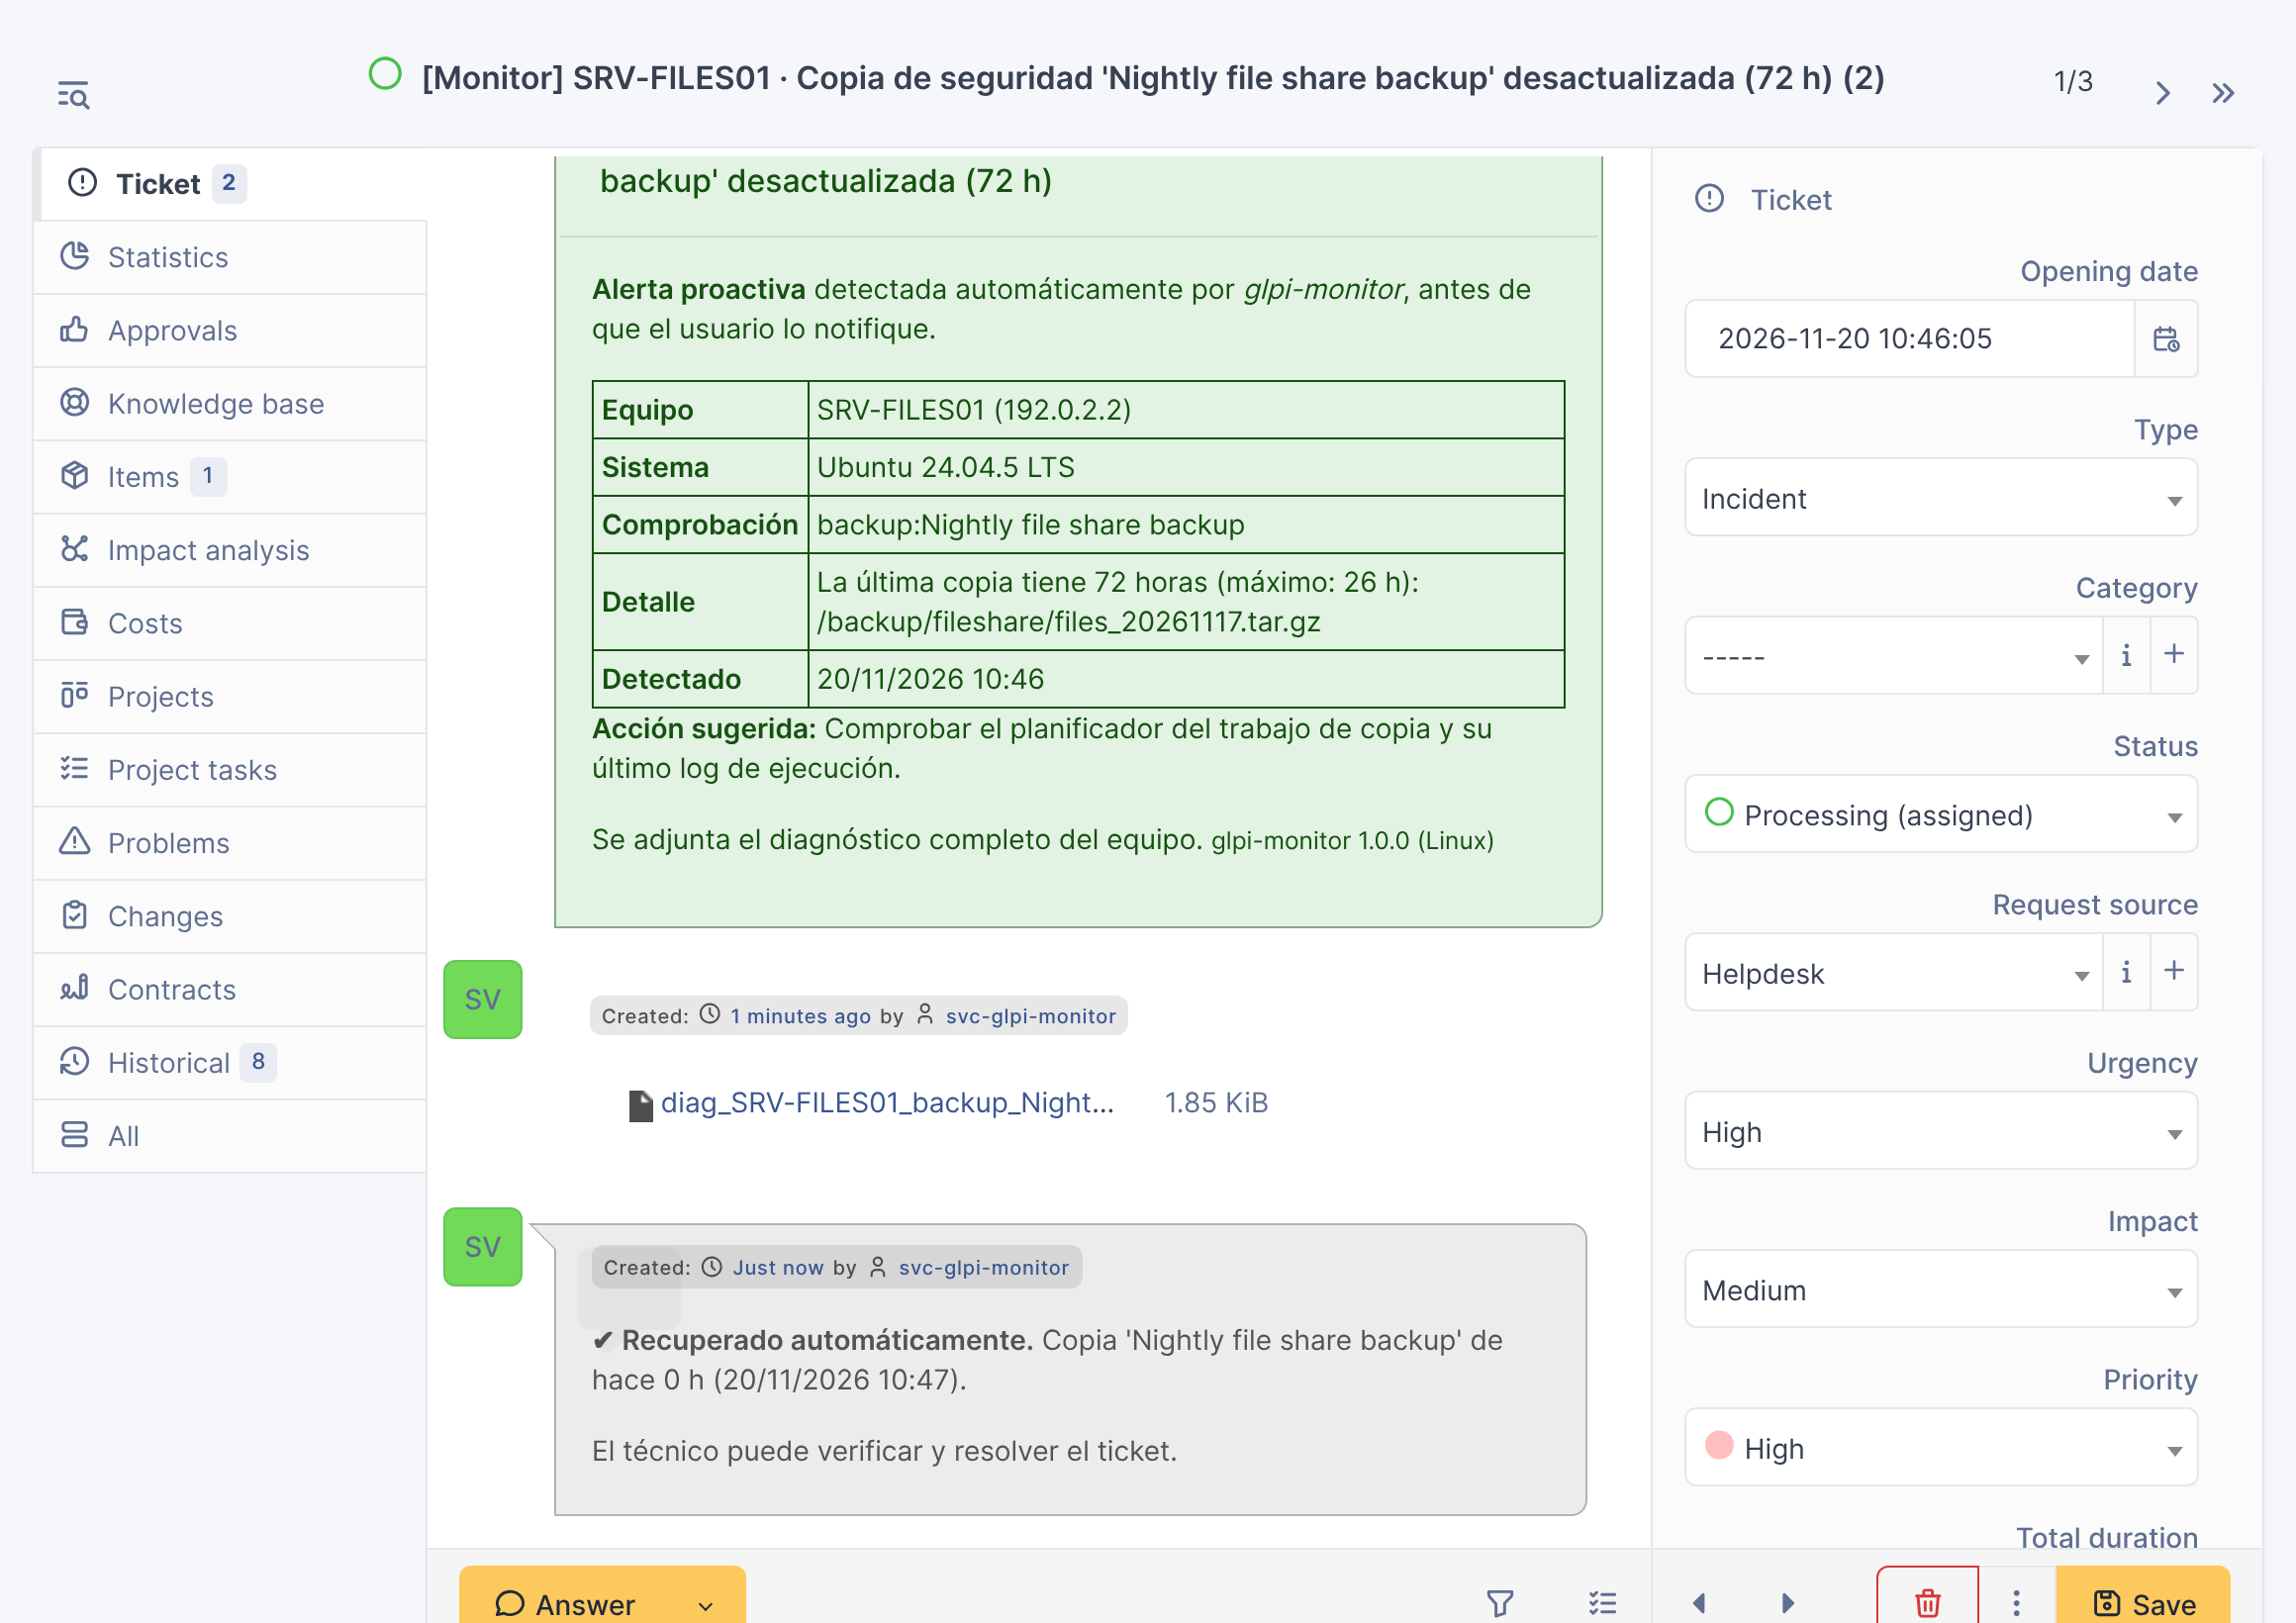 [Monitor] SRV-FILES01 · Copia de seguridad 'Nightly file share backup' desactualizada (72 h) (2)
1/3
Ticket 2
Statistics
Approvals
Knowledge base
Items 1
Impact analysis
Costs
Projects
Project tasks
Problems
Changes
Contracts
Historical 8
All
backup' desactualizada (72 h)
Alerta proactiva detectada automáticamente por glpi-monitor, antes de
que el usuario lo notifique.
Equipo SRV-FILES01 (192.0.2.2)
Sistema Ubuntu 24.04.5 LTS
Comprobación backup:Nightly file share backup
Detalle La última copia tiene 72 horas (máximo: 26 h):
/backup/fileshare/files_20261117.tar.gz
Detectado 20/11/2026 10:46
Acción sugerida: Comprobar el planificador del trabajo de copia y su
último log de ejecución.
Se adjunta el diagnóstico completo del equipo. glpi-monitor 1.0.0 (Linux)
SV
Created: 1 minutes ago by svc-glpi-monitor
diag_SRV-FILES01_backup_Night... 1.85 KiB
SV
Created: Just now by svc-glpi-monitor
✔ Recuperado automáticamente. Copia 'Nightly file share backup' de
hace 0 h (20/11/2026 10:47).
El técnico puede verificar y resolver el ticket.
Answer
Ticket
Opening date
2026-11-20 10:46:05
Type
Incident
Category
-----
Status
Processing (assigned)
Request source
Helpdesk
Urgency
High
Impact
Medium
Priority
High
Total duration
Save